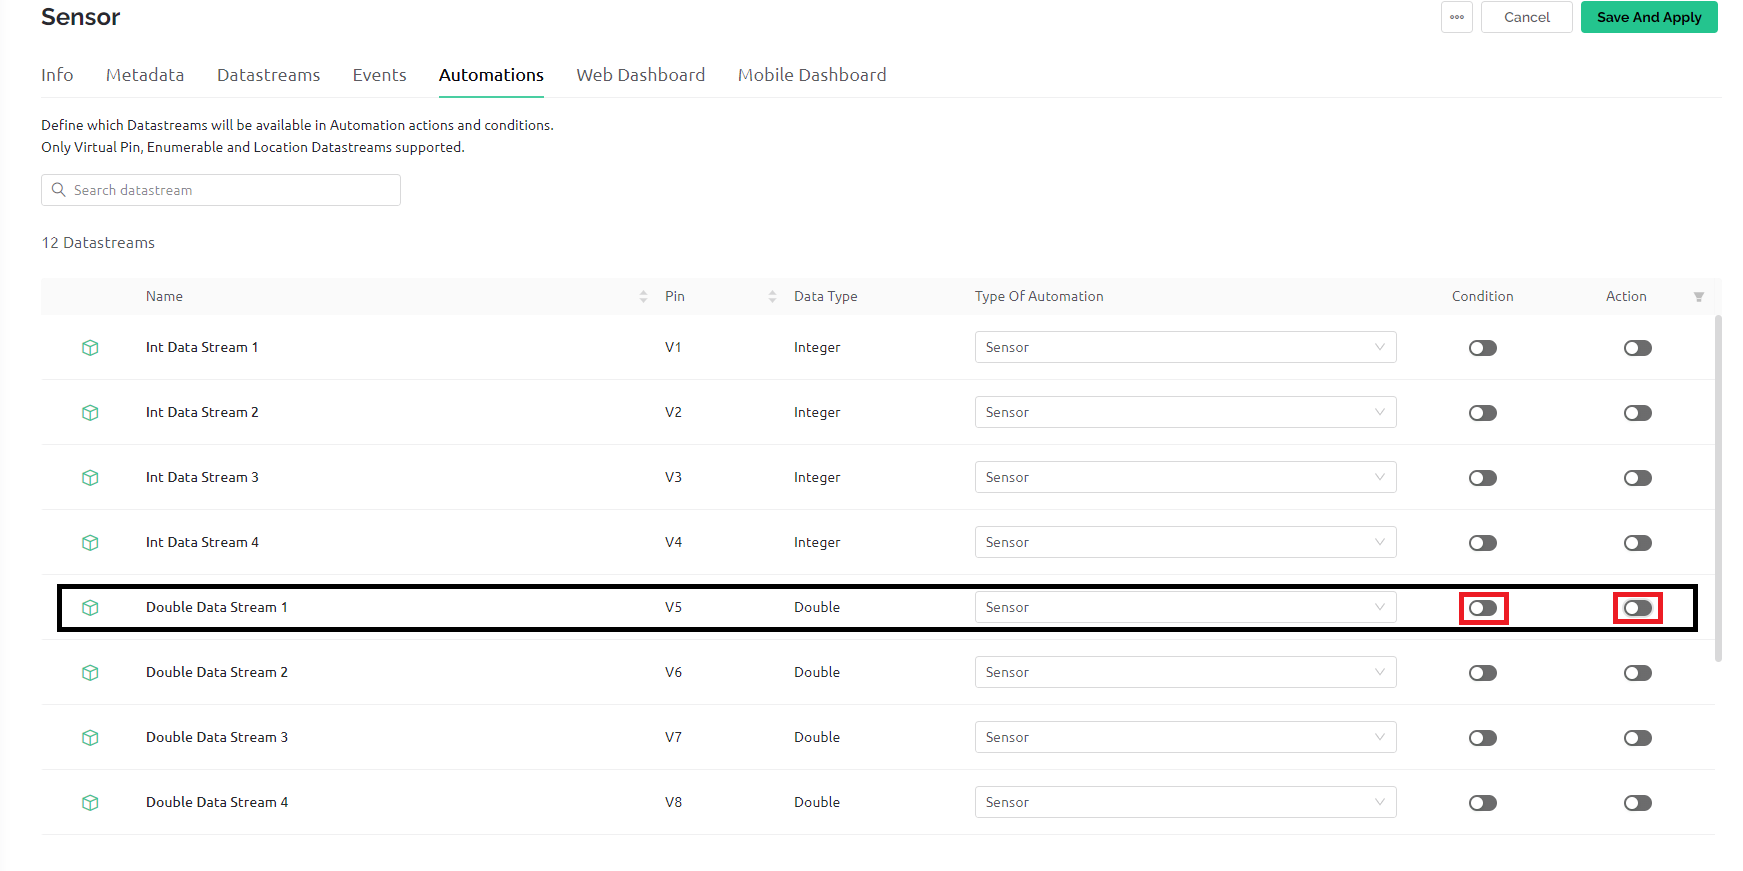 Sensor
Cancel
Save And Apply
Info Metadata Datastreams Events Automations Web Dashboard Mobile Dashboard
Define which Datastreams will be available in Automation actions and conditions.
Only Virtual Pin, Enumerable and Location Datastreams supported.
Search datastream
12 Datastreams
Name Pin Data Type Type Of Automation Condition Action
Int Data Stream 1 V1 Integer Sensor
Int Data Stream 2 V2 Integer Sensor
Int Data Stream 3 V3 Integer Sensor
Int Data Stream 4 V4 Integer Sensor
Double Data Stream 1 V5 Double Sensor
Double Data Stream 2 V6 Double Sensor
Double Data Stream 3 V7 Double Sensor
Double Data Stream 4 V8 Double Sensor